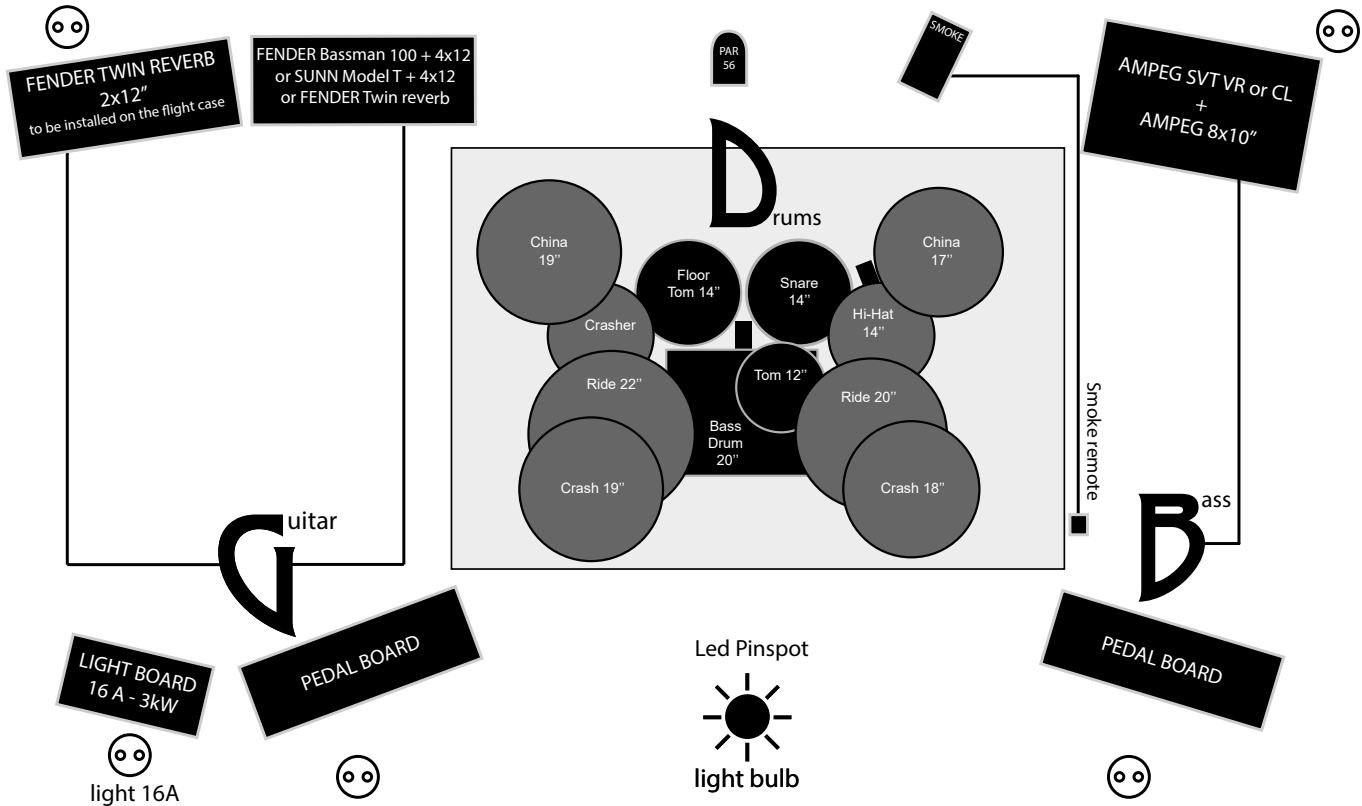 FENDER TWIN REVERB
2x12”
to be installed on the flight case
FENDER Bassman 100 + 4x12
or SUNN Model T + 4x12
or FENDER Twin reverb
PAR
56
SMOKE
AMPEG SVT VR or CL
+
AMPEG 8x10”
Drums
China
19’’
Floor
Tom 14’’
Snare
14’’
China
17’’
Crasher
Hi-Hat
14’’
Ride 22’’
Tom 12’’
Ride 20’’
Bass
Drum
20’’
Crash 19’’
Crash 18’’
Smoke remote
Guitar
Bass
LIGHT BOARD
16 A - 3kW
PEDAL BOARD
Led Pinspot
PEDAL BOARD
light bulb
light 16A